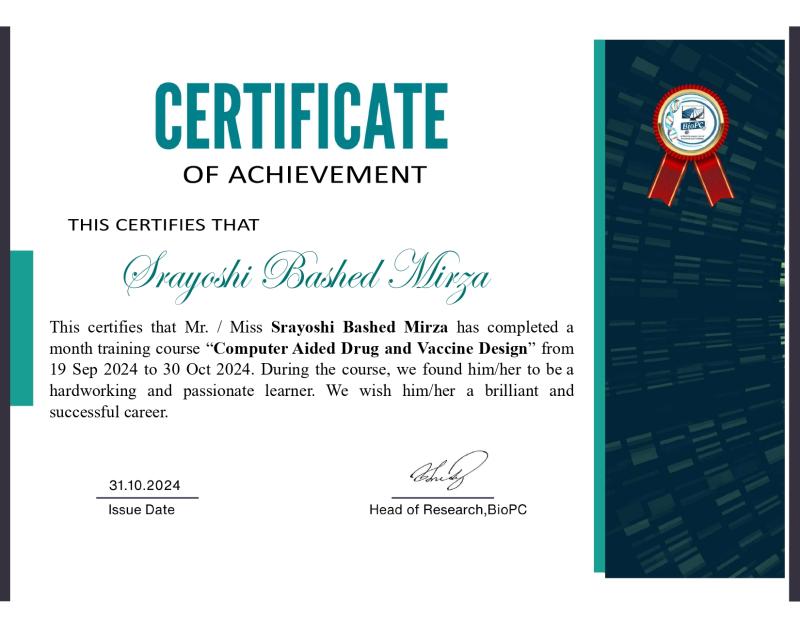 CERTIFICATE
OF ACHIEVEMENT
THIS CERTIFIES THAT
Srayoshi Bashed Mirza
This certifies that Mr. / Miss Srayoshi Bashed Mirza has completed a
month training course “Computer Aided Drug and Vaccine Design” from
19 Sep 2024 to 30 Oct 2024. During the course, we found him/her to be a
hardworking and passionate learner. We wish him/her a brilliant and
successful career.
31.10.2024
Issue Date
Head of Research,BioPC
BioPC